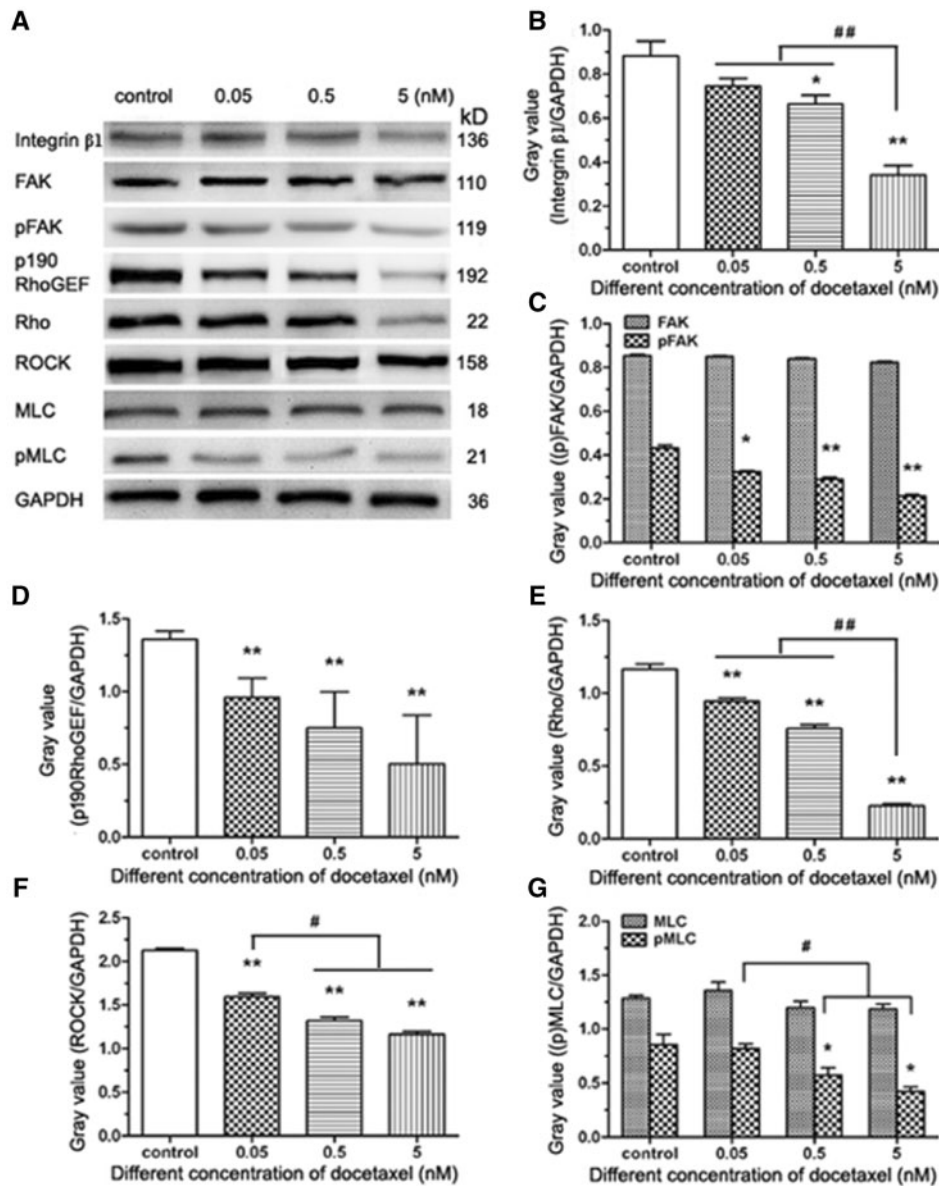 A
control 0.05 0.5 5 (nM)
kD
Integrin β1 136
FAK 110
pFAK 119
p190
RhoGEF 192
Rho 22
ROCK 158
MLC 18
pMLC 21
GAPDH 36
B
Gray value
(Intergrin β1/GAPDH)
1.0
0.8
0.6
0.4
0.2
0.0
##
*
**
control 0.05 0.5 5
Different concentration of docetaxel (nM)
C
Gray value ((p)FAK/GAPDH)
1.0
0.8
0.6
0.4
0.2
0.0
FAK
pFAK
*
**
**
control 0.05 0.5 5
Different concentration of docetaxel (nM)
D
Gray value
(p190RhoGEF/GAPDH)
1.5
1.0
0.5
0.0
**
**
**
control 0.05 0.5 5
Different concentration of docetaxel (nM)
E
Gray value (Rho/GAPDH)
1.5
1.0
0.5
0.0
##
**
**
**
control 0.05 0.5 5
Different concentration of docetaxel (nM)
F
Gray value (ROCK/GAPDH)
2.5
2.0
1.5
1.0
0.5
0.0
#
**
**
**
control 0.05 0.5 5
Different concentration of docetaxel (nM)
G
Gray value ((p)MLC/GAPDH)
2.0
1.5
1.0
0.5
0.0
MLC
pMLC
#
*
*
control 0.05 0.5 5
Different concentration of docetaxel (nM)